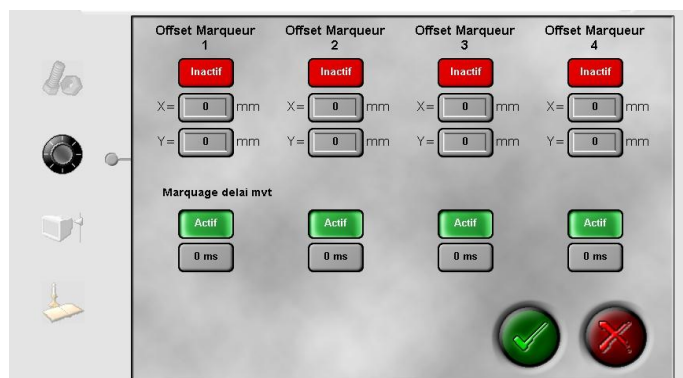 Offset Marqueur Offset Marqueur Offset Marqueur Offset Marqueur
1 2 3 4
Inactif Inactif Inactif Inactif
X= 0 mm X= 0 mm X= 0 mm X= 0 mm
Y= 0 mm Y= 0 mm Y= 0 mm Y= 0 mm
Marquage delai mvt
Actif Actif Actif Actif
0 ms 0 ms 0 ms 0 ms